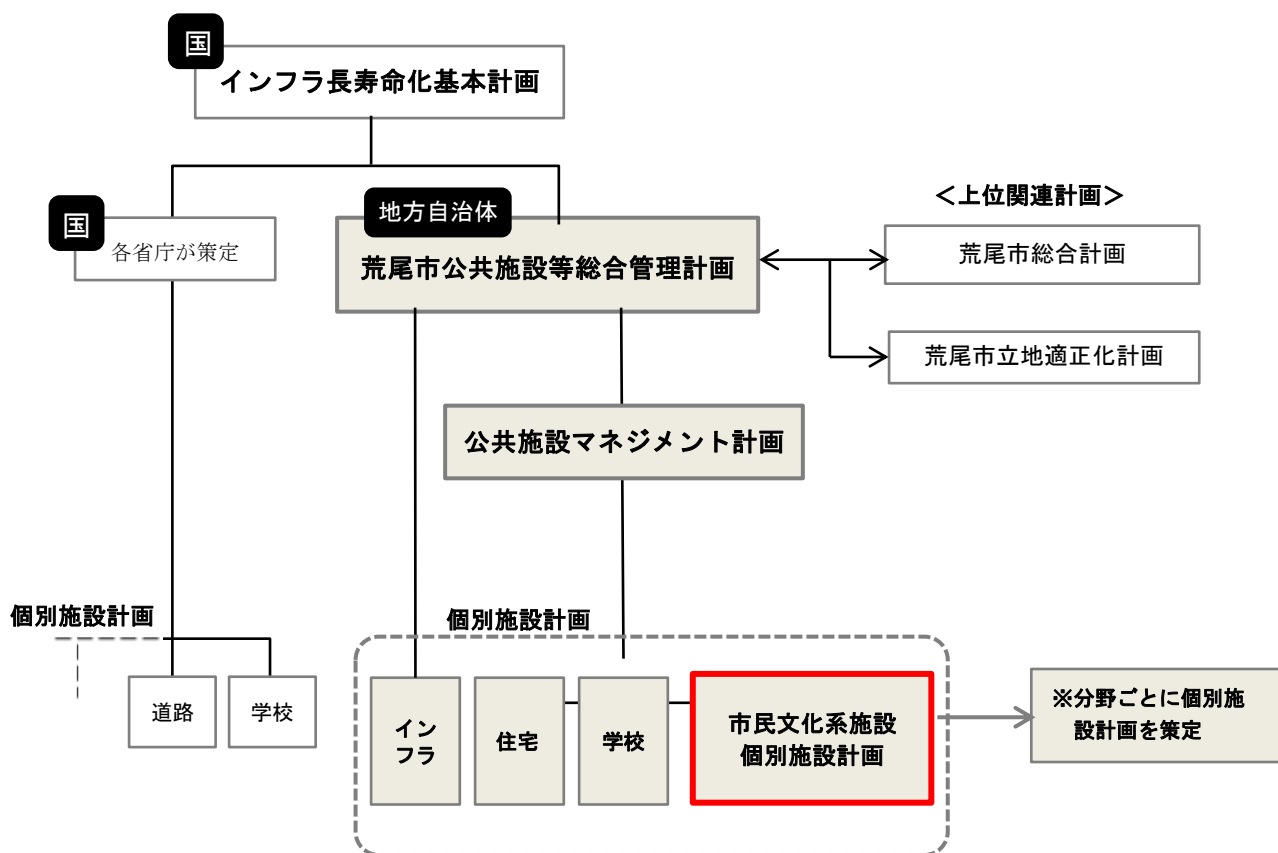 国
インフラ長寿命化基本計画
国
各省庁が策定
地方自治体
荒尾市公共施設等総合管理計画
＜上位関連計画＞
荒尾市総合計画
荒尾市立地適正化計画
公共施設マネジメント計画
個別施設計画
道路
学校
個別施設計画
イン
フラ
住宅
学校
市民文化系施設
個別施設計画
※分野ごとに個別施
設計画を策定